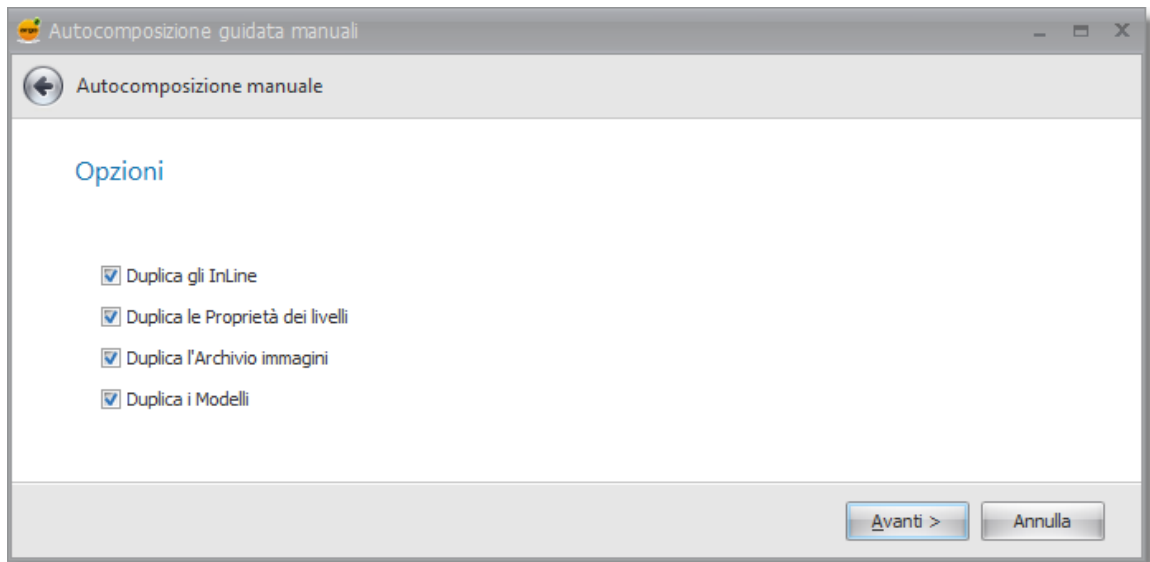 Autocomposizione guidata manuali
Autocomposizione manuale
Opzioni
Duplica gli InLine
Duplica le Proprietà dei livelli
Duplica l'Archivio immagini
Duplica i Modelli
Avanti >
Annulla